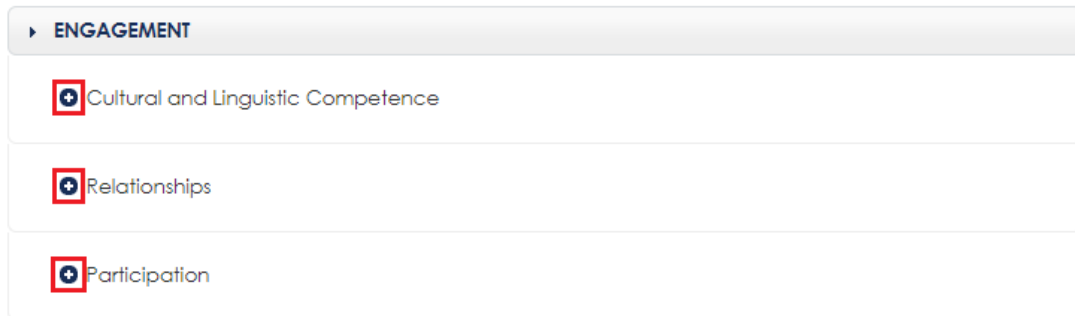 ENGAGEMENT
Cultural and Linguistic Competence
Relationships
Participation